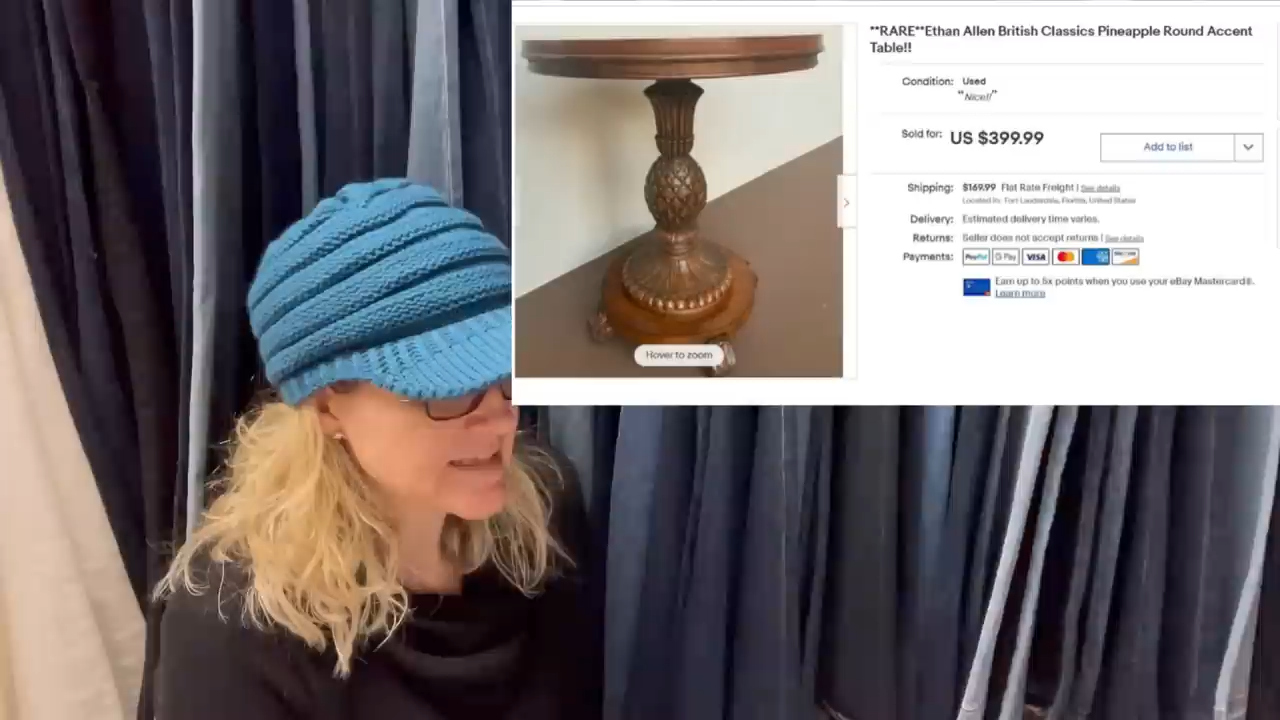 **RARE**Ethan Allen British Classics Pineapple Round Accent
Table!!
Condition: Used
"Nice!!"
Sold for: US $399.99
Add to list
Shipping: $169.99 Flat Rate Freight | See details
Located in: Fort Lauderdale, Florida, United States
Delivery: Estimated delivery time varies.
Returns: Seller does not accept returns | See details
Payments: PayPal G Pay VISA
Earn up to 5x points when you use your eBay Mastercard®.
Learn more
Hover to zoom